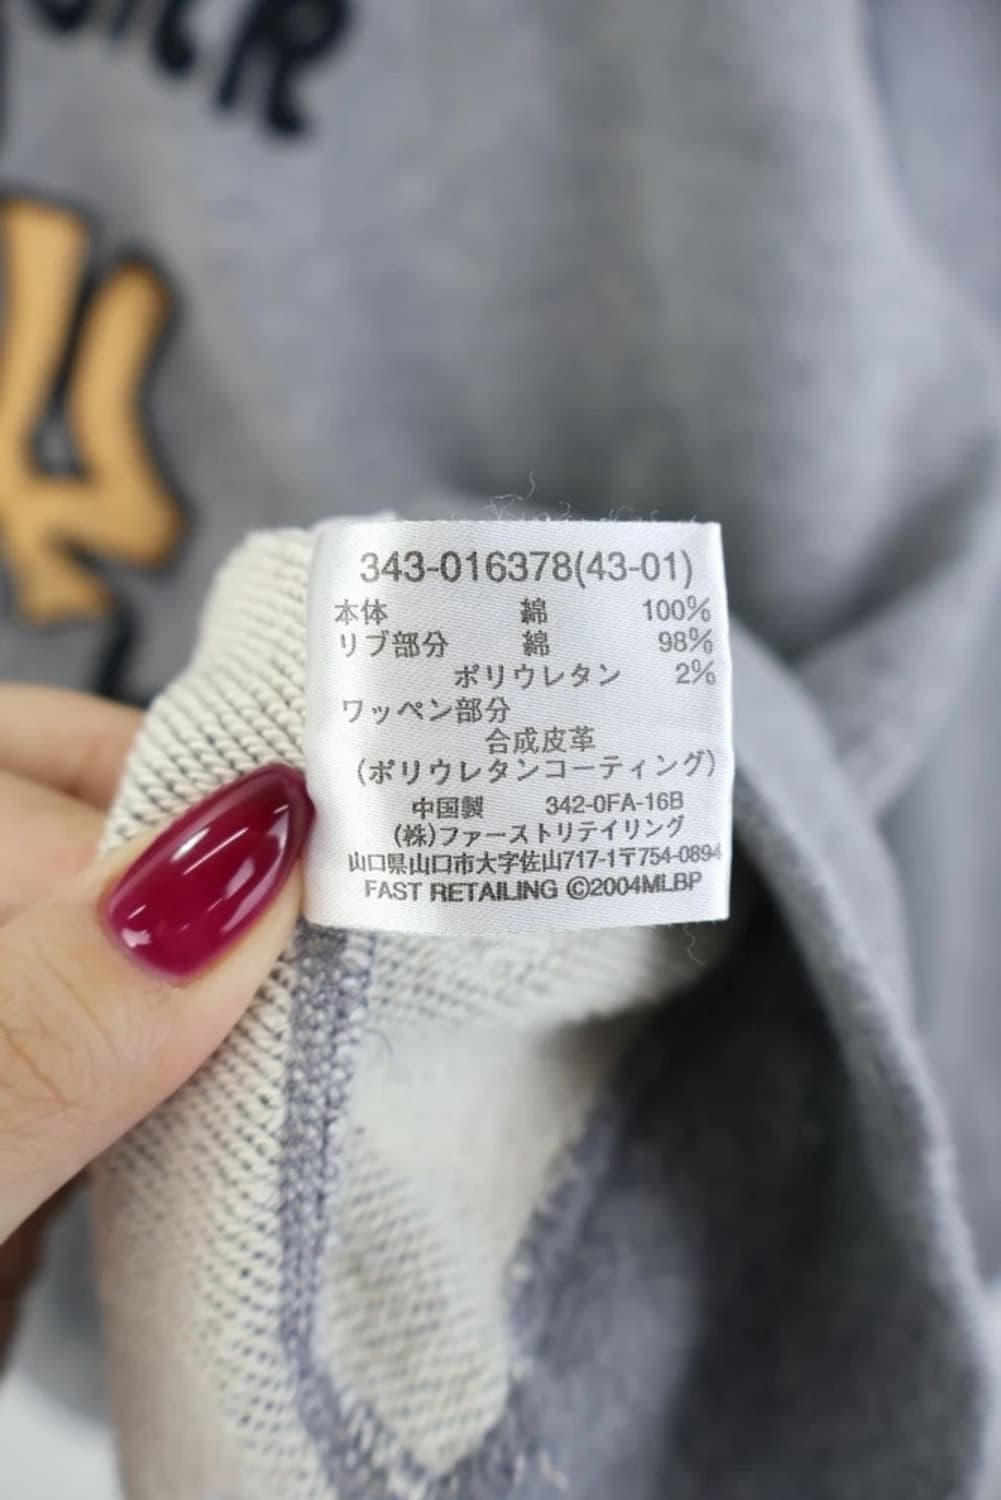 343-016378(43-01)
本体 綿 100%
リブ部分 綿 98%
ポリウレタン 2%
ワッペン部分
合成皮革
(ポリウレタンコーティング)
中国製 342-0FA-16B
(株)ファーストリテイリング
山口県山口市大字佐山717-1〒754-0894
FAST RETAILING ©2004MLBP